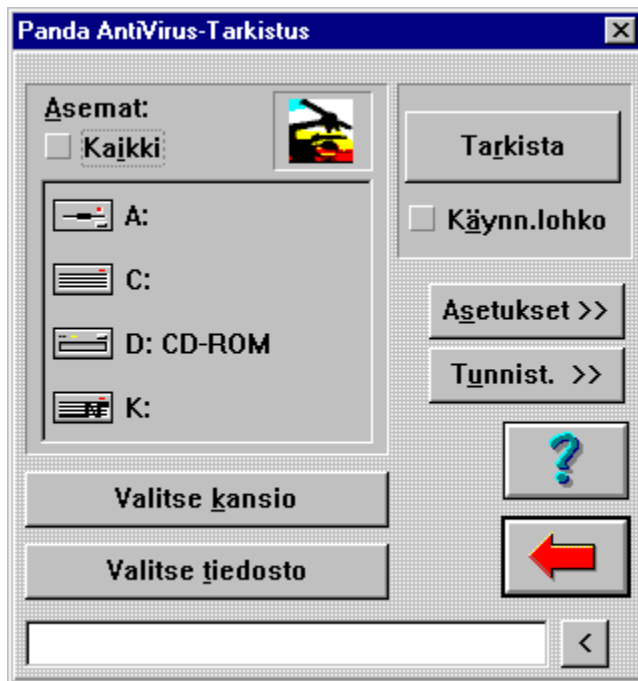 Panda AntiVirus-Tarkistus
Asemat:
Kaikki
A:
C:
D: CD-ROM
K:
Valitse kansio
Valitse tiedosto
Tarkista
Käynn.lohko
Asetukset >>
Tunnist. >>
?
<